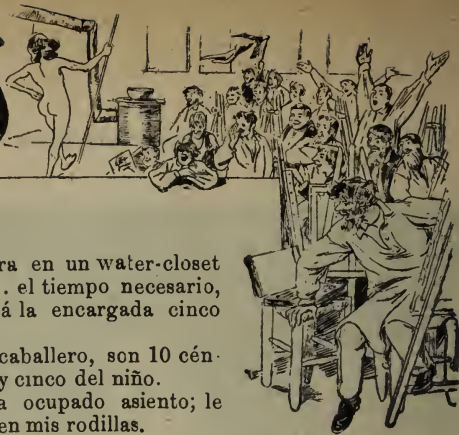 ra en un water-closet
. el tiempo necesario,
á la encargada cinco
caballero, son 10 cén-
y cinco del niño.
a ocupado asiento; le
en mis rodillas.